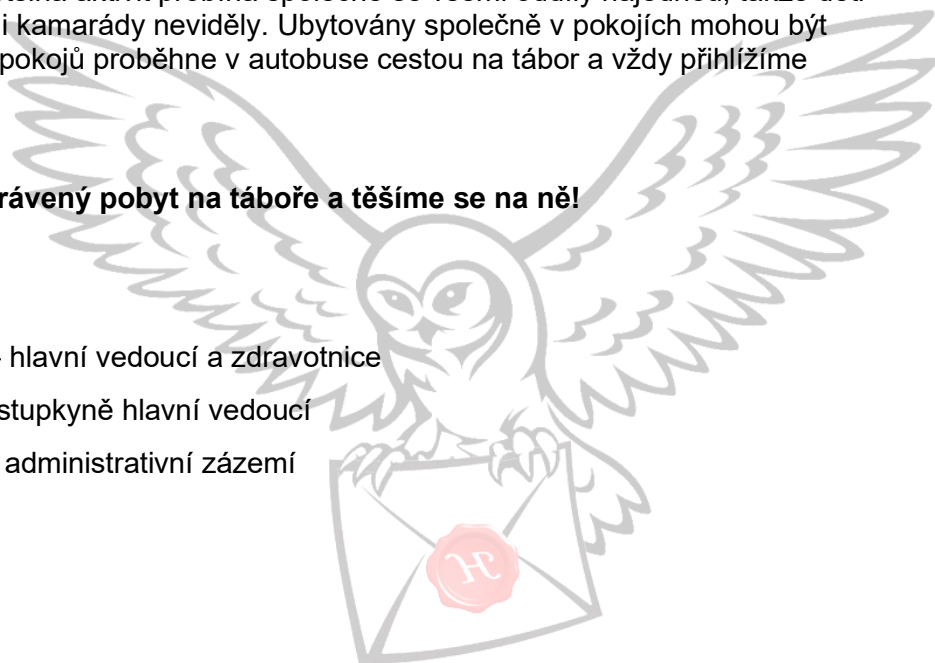 i kamarády neviděly. Ubytovány společně v pokojích mohou být
pokojů proběhne v autobuse cestou na tábor a vždy přihlížíme
rávený pobyt na táboře a těšíme se na ně!
- hlavní vedoucí a zdravotnice
stupkyně hlavní vedoucí
administrativní zázemí
H